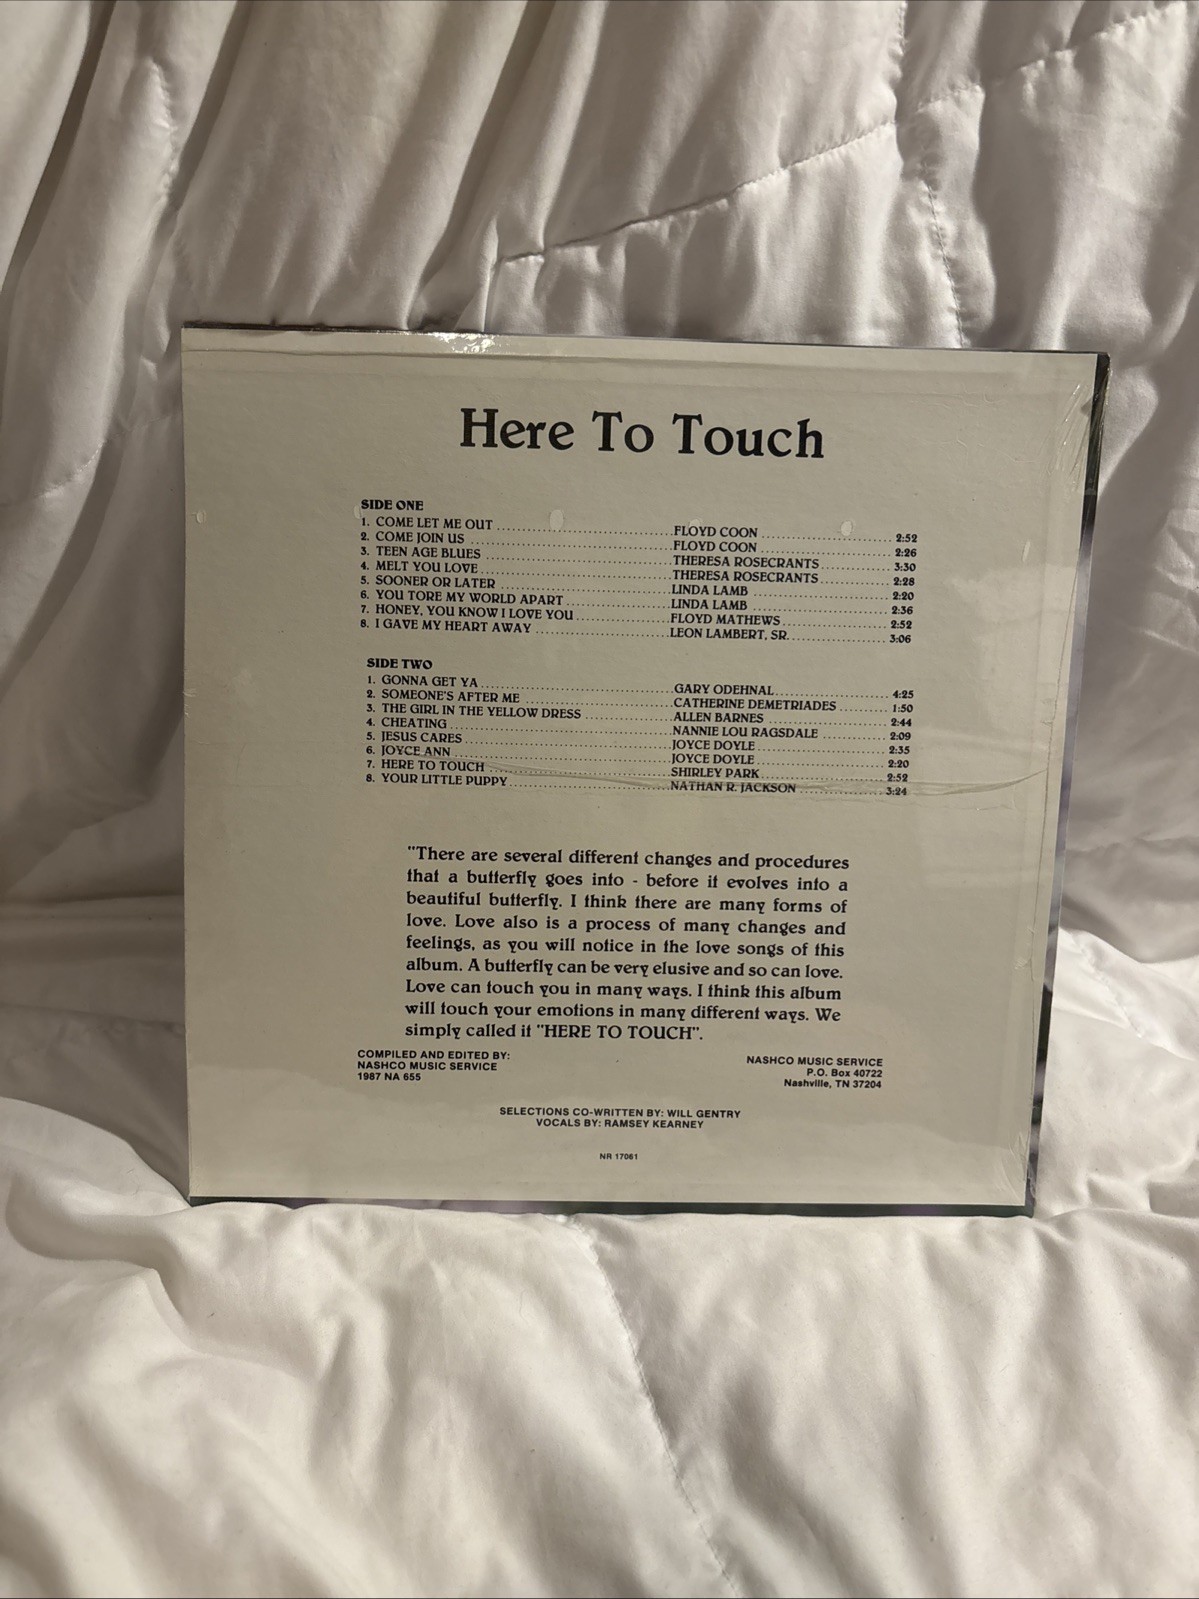 Here To Touch
SIDE ONE
1. COME LET ME OUT ........ FLOYD COON ........ 2:52
2. COME JOIN US ........ FLOYD COON ........ 2:26
3. TEEN AGE BLUES ........ THERESA ROSECRANTS ........ 3:30
4. MELT YOU LOVE ........ THERESA ROSECRANTS ........ 2:28
5. SOONER OR LATER ........ LINDA LAMB ........ 2:20
6. YOU TORE MY WORLD APART ........ LINDA LAMB ........ 2:36
7. HONEY, YOU KNOW I LOVE YOU ........ FLOYD MATHEWS ........ 2:52
8. I GAVE MY HEART AWAY ........ LEON LAMBERT, SR. ........ 3:06
SIDE TWO
1. GONNA GET YA ........ GARY ODEHNAL ........ 4:25
2. SOMEONE'S AFTER ME ........ CATHERINE DEMETRIADES ........ 1:50
3. THE GIRL IN THE YELLOW DRESS ........ ALLEN BARNES ........ 2:44
4. CHEATING ........ NANNIE LOU RAGSDALE ........ 2:09
5. JESUS CARES ........ JOYCE DOYLE ........ 2:35
6. JOYCE ANN ........ JOYCE DOYLE ........ 2:20
7. HERE TO TOUCH ........ SHIRLEY PARK ........ 2:52
8. YOUR LITTLE PUPPY ........ NATHAN R. JACKSON ........ 3:24
"There are several different changes and procedures
that a butterfly goes into - before it evolves into a
beautiful butterfly. I think there are many forms of
love. Love also is a process of many changes and
feelings, as you will notice in the love songs of this
album. A butterfly can be very elusive and so can love.
Love can touch you in many ways. I think this album
will touch your emotions in many different ways. We
simply called it "HERE TO TOUCH".
COMPILED AND EDITED BY:
NASHCO MUSIC SERVICE
1987 NA 655
NASHCO MUSIC SERVICE
P.O. Box 40722
Nashville, TN 37204
SELECTIONS CO-WRITTEN BY: WILL GENTRY
VOCALS BY: RAMSEY KEARNEY
NR 17061